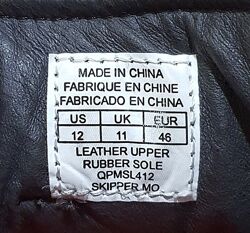 MADE IN CHINA
FABRIQUE EN CHINE
FABRICADO EN CHINA
US UK EUR
12 11 46
LEATHER UPPER
RUBBER SOLE
QPMSL412
SKIPPER MO